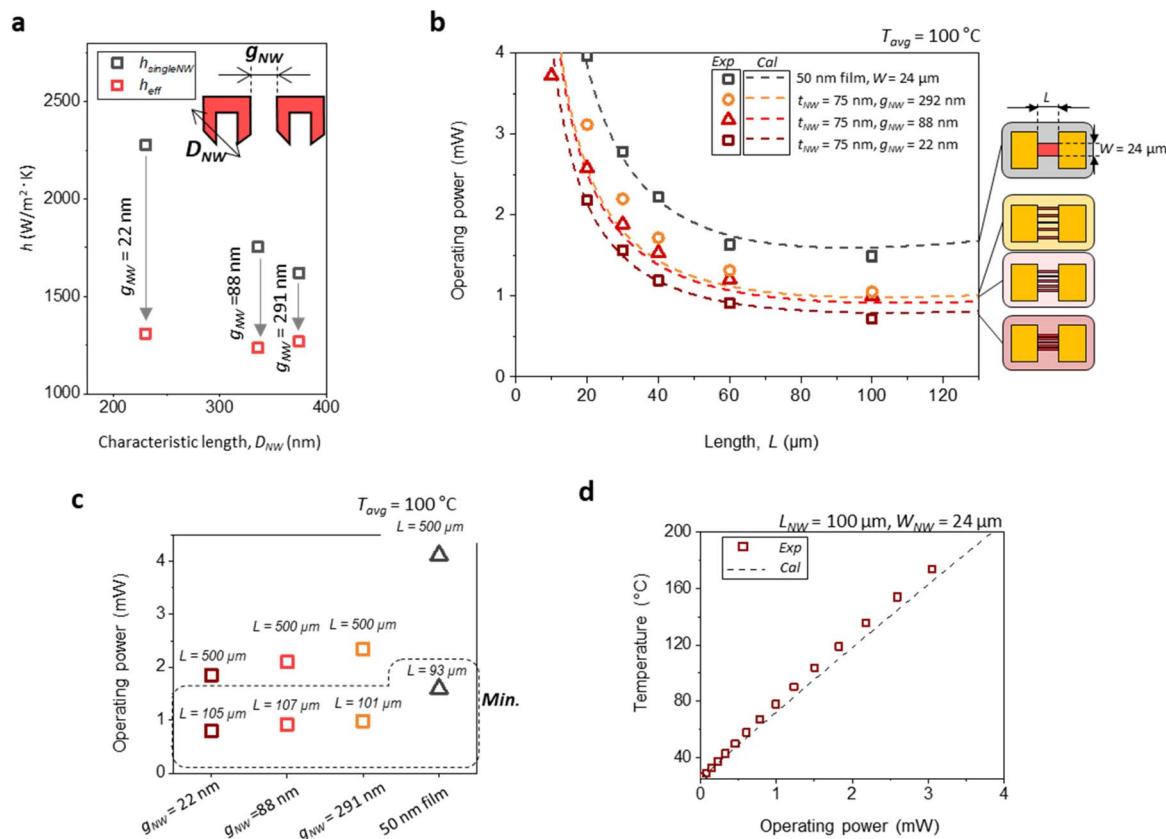 a
h (W/m²·K)
2500
2000
1500
1000
200
300
400
Characteristic length, D_NW (nm)
h_singleNW
h_eff
g_NW
D_NW
g_NW = 22 nm
g_NW =88 nm
g_NW = 291 nm
b
T_avg = 100 °C
Operating power (mW)
4
3
2
1
0
0
20
40
60
80
100
120
Length, L (µm)
Exp
Cal
50 nm film, W = 24 µm
t_NW = 75 nm, g_NW = 292 nm
t_NW = 75 nm, g_NW = 88 nm
t_NW = 75 nm, g_NW = 22 nm
L
W = 24 µm
c
T_avg = 100 °C
Operating power (mW)
4
3
2
1
0
L = 500 µm
L = 500 µm
L = 500 µm
L = 500 µm
L = 93 µm
L = 105 µm
L = 107 µm
L = 101 µm
Min.
g_NW = 22 nm
g_NW =88 nm
g_NW = 291 nm
50 nm film
d
L_NW = 100 µm, W_NW = 24 µm
Temperature (°C)
200
160
120
80
40
0
1
2
3
4
Operating power (mW)
Exp
Cal